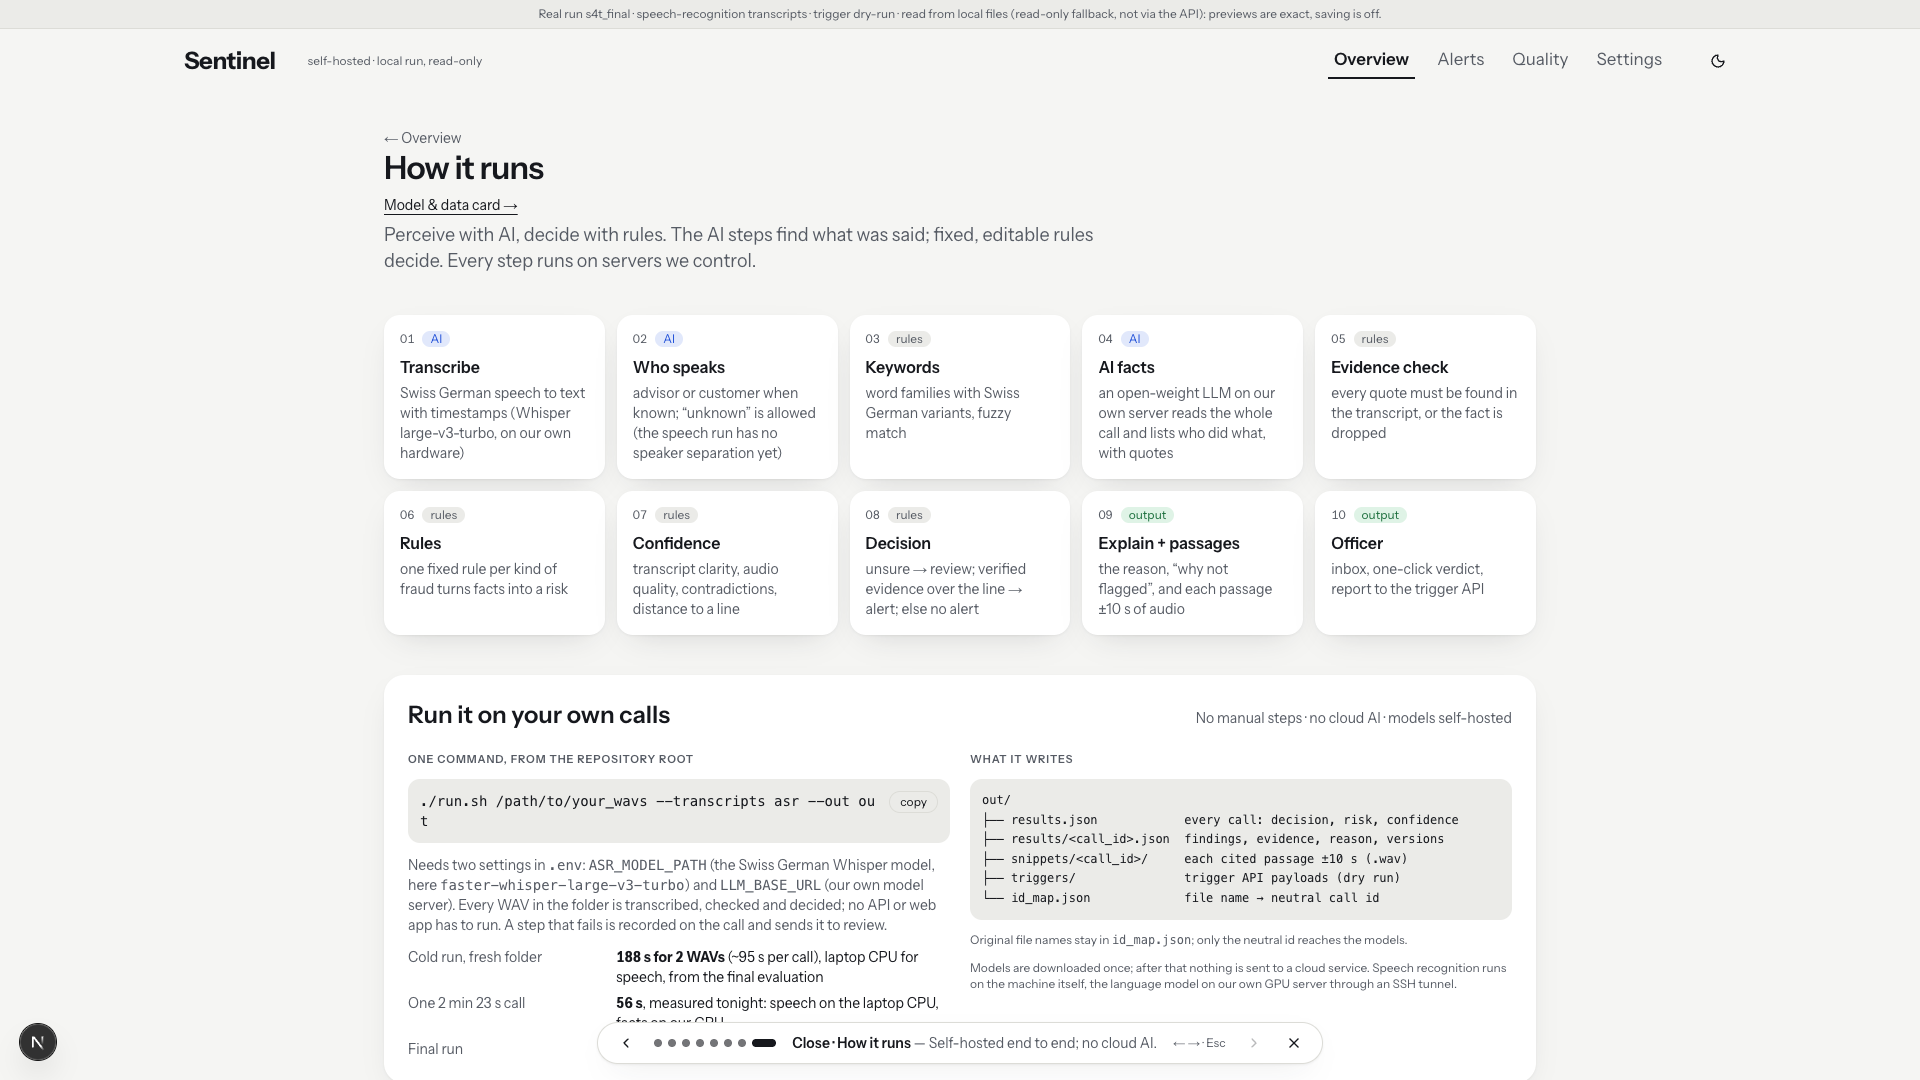 Real run s4t_final · speech-recognition transcripts · trigger dry-run · read from local files (read-only fallback, not via the API): previews are exact, saving is off.
Sentinel
self-hosted · local run, read-only
Overview
Alerts
Quality
Settings
← Overview
How it runs
Model & data card →
Perceive with AI, decide with rules. The AI steps find what was said; fixed, editable rules
decide. Every step runs on servers we control.
01 AI
Transcribe
Swiss German speech to text
with timestamps (Whisper
large-v3-turbo, on our own
hardware)
02 AI
Who speaks
advisor or customer when
known; “unknown” is allowed
(the speech run has no
speaker separation yet)
03 rules
Keywords
word families with Swiss
German variants, fuzzy
match
04 AI
AI facts
an open-weight LLM on our
own server reads the whole
call and lists who did what,
with quotes
05 rules
Evidence check
every quote must be found in
the transcript, or the fact is
dropped
06 rules
Rules
one fixed rule per kind of
fraud turns facts into a risk
07 rules
Confidence
transcript clarity, audio
quality, contradictions,
distance to a line
08 rules
Decision
unsure → review; verified
evidence over the line →
alert; else no alert
09 output
Explain + passages
the reason, “why not
flagged”, and each passage
±10 s of audio
10 output
Officer
inbox, one-click verdict,
report to the trigger API
Run it on your own calls
No manual steps · no cloud AI · models self-hosted
ONE COMMAND, FROM THE REPOSITORY ROOT
./run.sh /path/to/your_wavs --transcripts asr --out ou
t
copy
Needs two settings in .env: ASR_MODEL_PATH (the Swiss German Whisper model,
here faster-whisper-large-v3-turbo) and LLM_BASE_URL (our own model
server). Every WAV in the folder is transcribed, checked and decided; no API or web
app has to run. A step that fails is recorded on the call and sends it to review.
Cold run, fresh folder
188 s for 2 WAVs (~95 s per call), laptop CPU for
speech, from the final evaluation
One 2 min 23 s call
56 s, measured tonight: speech on the laptop CPU,
facts on our GPU
Final run
WHAT IT WRITES
out/
├── results.json every call: decision, risk, confidence
├── results/<call_id>.json findings, evidence, reason, versions
├── snippets/<call_id>/ each cited passage ±10 s (.wav)
├── triggers/ trigger API payloads (dry run)
└── id_map.json file name → neutral call id
Original file names stay in id_map.json; only the neutral id reaches the models.
Models are downloaded once; after that nothing is sent to a cloud service. Speech recognition runs
on the machine itself, the language model on our own GPU server through an SSH tunnel.
N
Close · How it runs — Self-hosted end to end; no cloud AI. ←→ · Esc